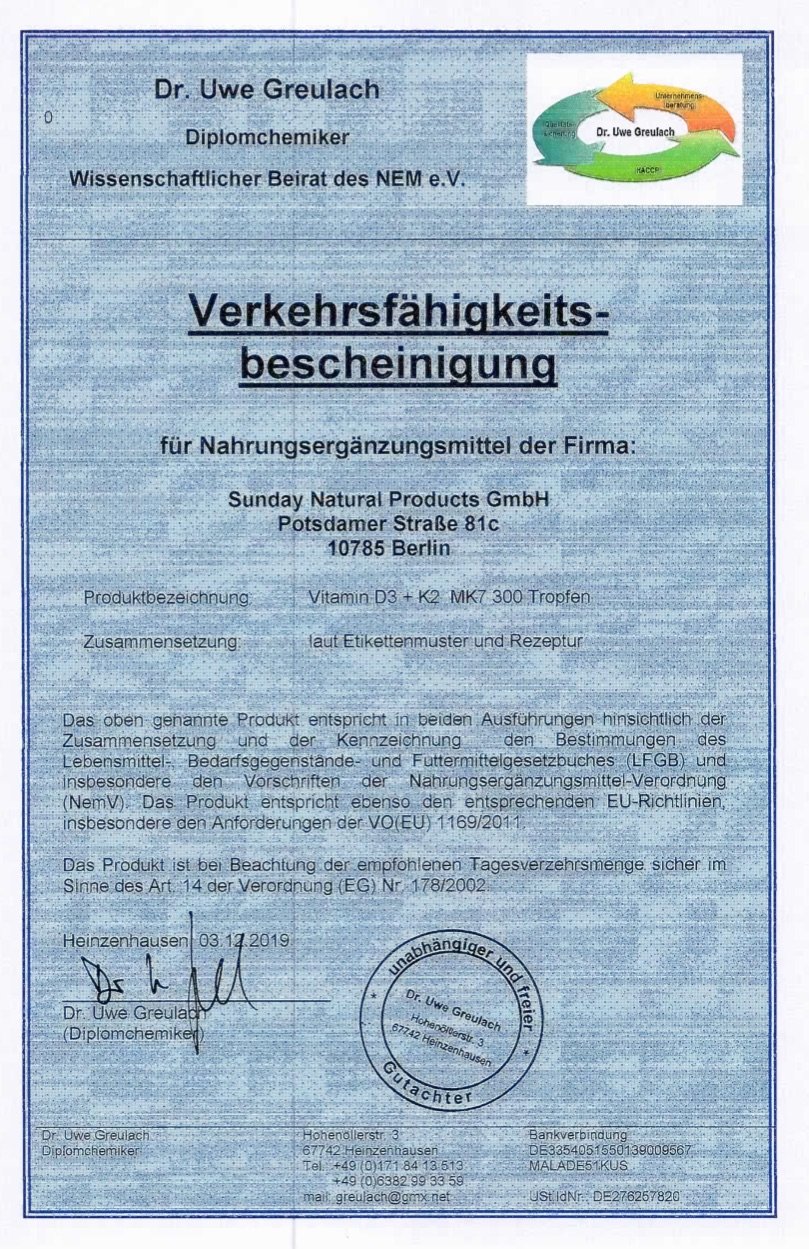 Dr. Uwe Greulach
0
Diplomchemiker
Wissenschaftlicher Beirat des NEM e.V.
Unternehmens-
beratung
Qualitäts-
sicherung
Dr. Uwe Greulach
HACCP
Verkehrsfähigkeits-
bescheinigung
für Nahrungsergänzungsmittel der Firma:
Sunday Natural Products GmbH
Potsdamer Straße 81c
10785 Berlin
Produktbezeichnung: Vitamin D3 + K2 MK7 300 Tropfen
Zusammensetzung: laut Etikettenmuster und Rezeptur
Das oben genannte Produkt entspricht in beiden Ausführungen hinsichtlich der
Zusammensetzung und der Kennzeichnung den Bestimmungen des
Lebensmittel-, Bedarfsgegenstände- und Futtermittelgesetzbuches (LFGB) und
insbesondere den Vorschriften der Nahrungsergänzungsmittel-Verordnung
(NemV). Das Produkt entspricht ebenso den entsprechenden EU-Richtlinien,
insbesondere den Anforderungen der VO(EU) 1169/2011.
Das Produkt ist bei Beachtung der empfohlenen Tagesverzehrsmenge sicher im
Sinne des Art. 14 der Verordnung (EG) Nr. 178/2002.
Heinzenhausen, 03.12.2019
Dr. Uwe Greulach
(Diplomchemiker)
* unabhängiger und freier *
Dr. Uwe Greulach
Hohenöllerstr. 3
67742 Heinzenhausen
Gutachter
Dr. Uwe Greulach Hohenöllerstr. 3 Bankverbindung
Diplomchemiker 67742 Heinzenhausen DE33540515501390095​67
Tel.: +49 (0)171 84 13 513 MALADE51KUS
+49 (0)6382 99 33 59
mail: greulach@gmx.net USt.IdNr.: DE276257820